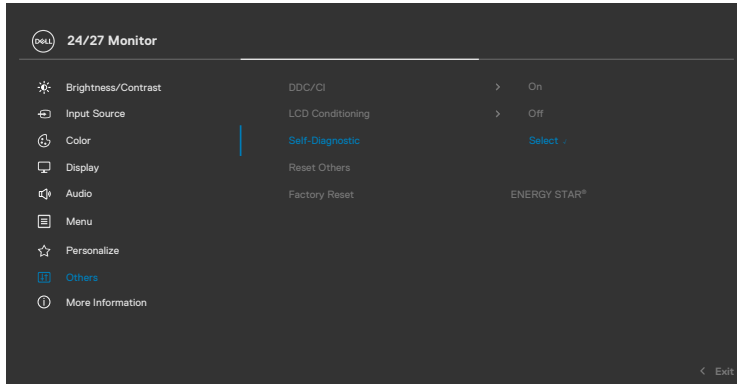 DELL 24/27 Monitor
Brightness/Contrast DDC/CI > On
Input Source LCD Conditioning > Off
Color Self-Diagnostic Select ✓
Display Reset Others
Audio Factory Reset ENERGY STAR®
Menu
Personalize
Others
More Information
< Exit